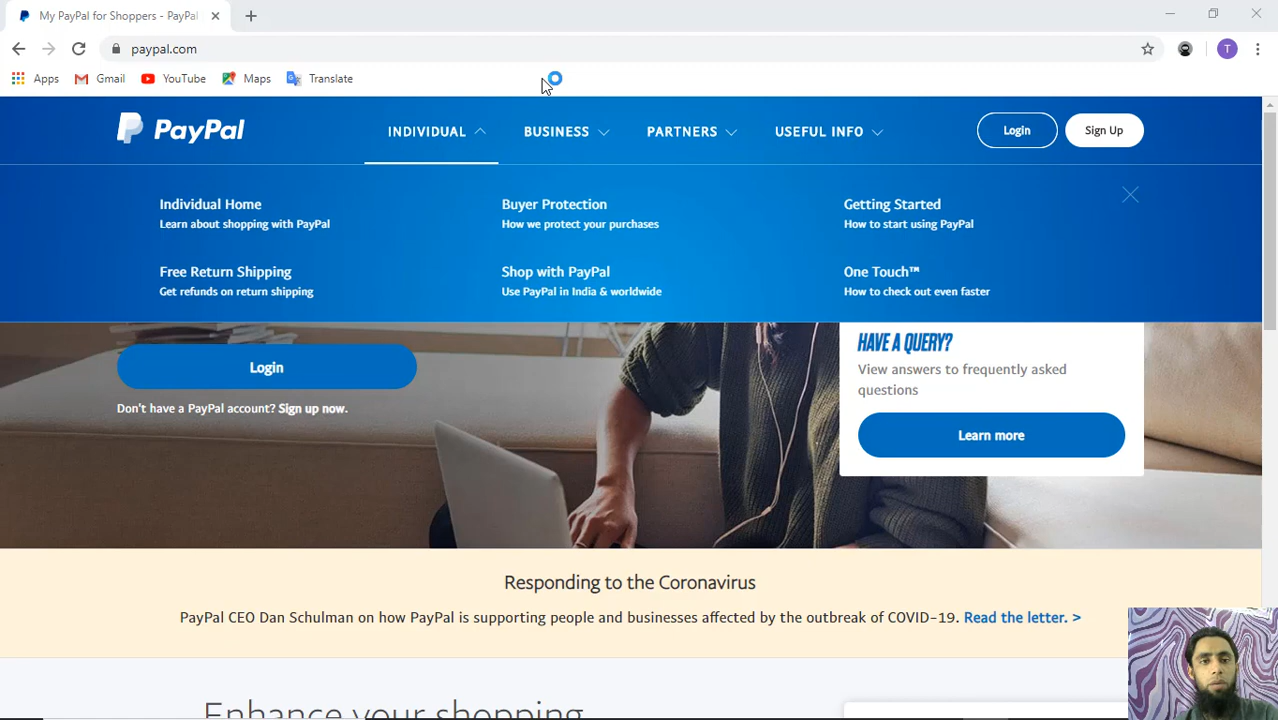 My PayPal for Shoppers - PayPal
paypal.com
T
Apps Gmail YouTube Maps Translate
PayPal
INDIVIDUAL BUSINESS PARTNERS USEFUL INFO
Login Sign Up
Individual Home
Learn about shopping with PayPal
Buyer Protection
How we protect your purchases
Getting Started
How to start using PayPal
Free Return Shipping
Get refunds on return shipping
Shop with PayPal
Use PayPal in India & worldwide
One Touch™
How to check out even faster
Login
Don't have a PayPal account? Sign up now.
HAVE A QUERY?
View answers to frequently asked
questions
Learn more
Responding to the Coronavirus
PayPal CEO Dan Schulman on how PayPal is supporting people and businesses affected by the outbreak of COVID-19. Read the letter. >
Enhance your shopping